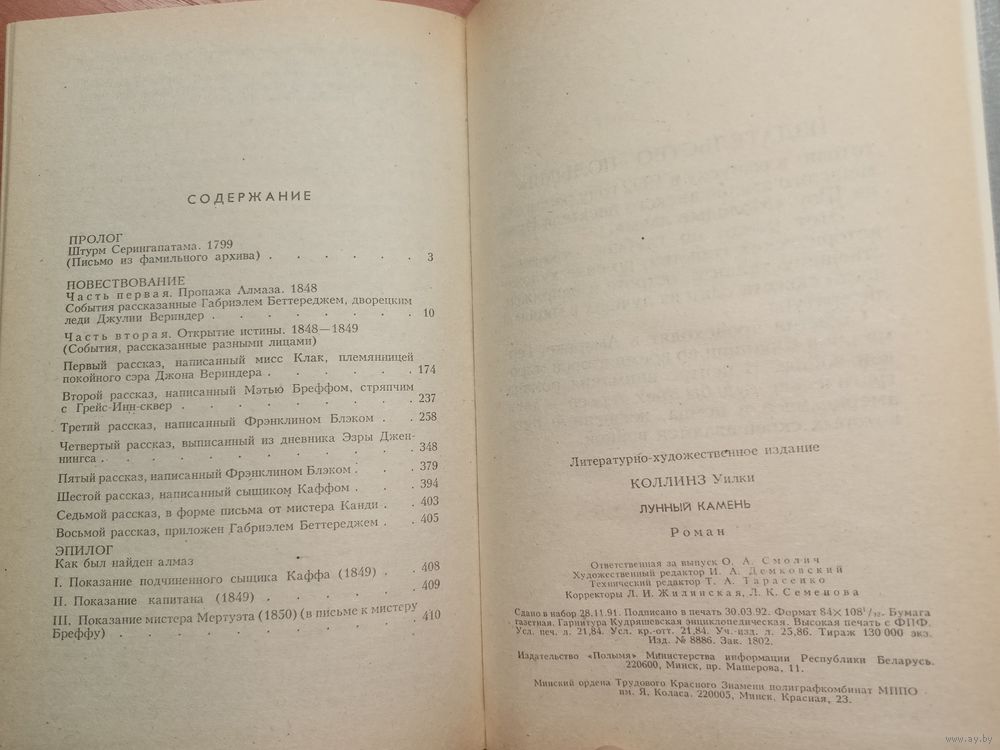 СОДЕРЖАНИЕ
ПРОЛОГ
Штурм Серингапатама. 1799
(Письмо из фамильного архива) . . . . . . 3
ПОВЕСТВОВАНИЕ
Часть первая. Пропажа Алмаза. 1848
События рассказанные Габриэлем Беттереджем, дворецким
леди Джулии Вериндер . . . . . . . . 10
Часть вторая. Открытие истины. 1848—1849
(События, рассказанные разными лицами)
Первый рассказ, написанный мисс Клак, племянницей
покойного сэра Джона Вериндера . . . . . . 174
Второй рассказ, написанный Мэтью Бреффом, стряпчим
с Грейс-Инн-сквер . . . . . . . . . 237
Третий рассказ, написанный Фрэнклином Блэком . . 258
Четвертый рассказ, выписанный из дневника Эзры Джен-
нингса . . . . . . . . . . . . 348
Пятый рассказ, написанный Фрэнклином Блэком . . . 379
Шестой рассказ, написанный сыщиком Каффом . . . 394
Седьмой рассказ, в форме письма от мистера Канди . . 403
Восьмой рассказ, приложен Габриэлем Беттереджем . . 405
ЭПИЛОГ
Как был найден алмаз
I. Показание подчиненного сыщика Каффа (1849) . . 408
II. Показание капитана (1849) . . . . . . . 409
III. Показание мистера Мертуэта (1850) (в письме к мистеру
Бреффу) . . . . . . . . . . . . 410
Литературно-художественное издание
КОЛЛИНЗ Уилки
ЛУННЫЙ КАМЕНЬ
Роман
Ответственная за выпуск О. А. Смолич
Художественный редактор И. А. Демковский
Технический редактор Т. А. Тарасенко
Корректоры Л. И. Жилинская, Л. К. Семенова
Сдано в набор 28.11.91. Подписано в печать 30.03.92. Формат 84×108¹/₃₂. Бумага
газетная. Гарнитура Кудряшевская энциклопедическая. Высокая печать с ФПФ.
Усл. печ. л. 21,84. Усл. кр.-отт. 21,84. Уч.-изд. л. 25,86. Тираж 130 000 экз.
Изд. № 8886. Зак. 1802.
Издательство «Полымя» Министерства информации Республики Беларусь.
220600, Минск, пр. Машерова, 11.
Минский ордена Трудового Красного Знамени полиграфкомбинат МППО
им. Я. Коласа. 220005, Минск, Красная, 23.
www.ay.by